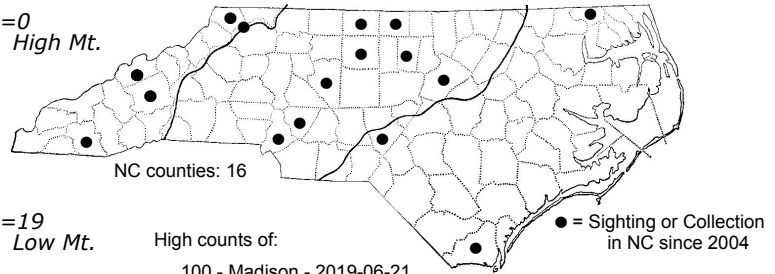 =0
High Mt.
NC counties: 16
=19
Low Mt.
High counts of:
● = Sighting or Collection
in NC since 2004
100 - Madison - 2019-06-21